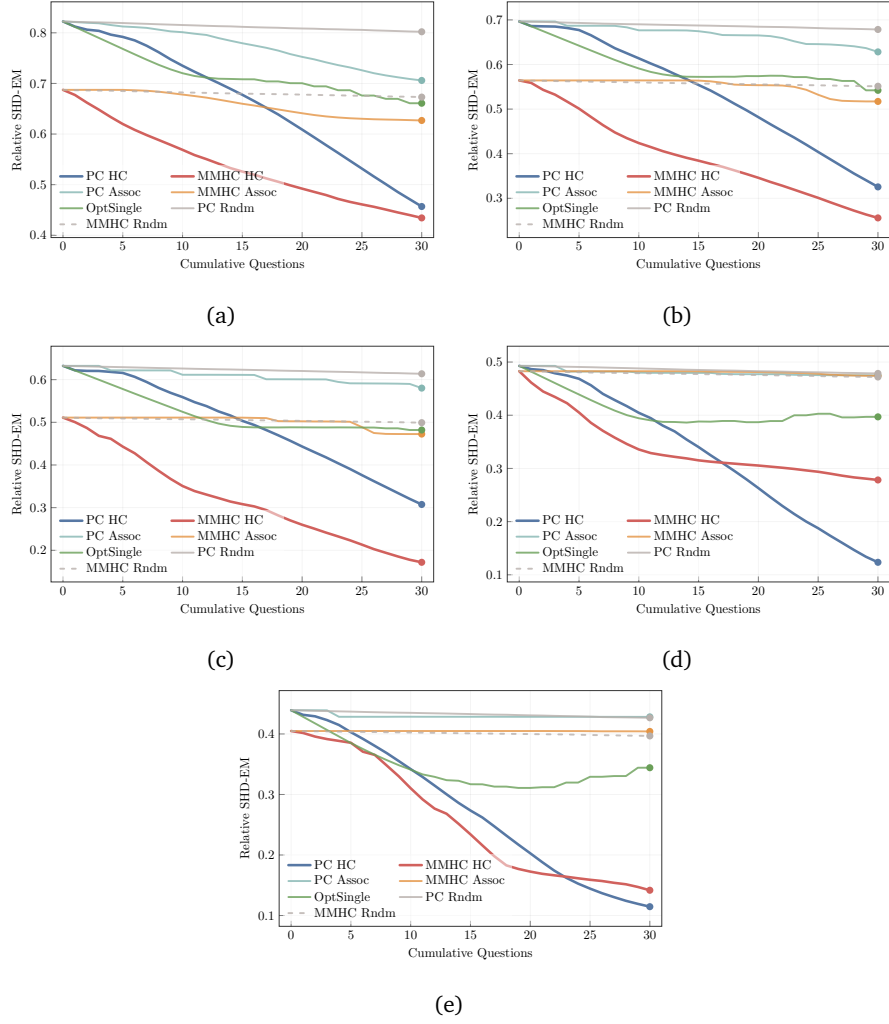 Relative SHD-EM
0.8
0.7
0.6
0.5
0.4
PC HC
MMHC HC
PC Assoc
MMHC Assoc
OptSingle
PC Rndm
MMHC Rndm
0 5 10 15 20 25 30
Cumulative Questions
(a)
Relative SHD-EM
0.7
0.6
0.5
0.4
0.3
PC HC
MMHC HC
PC Assoc
MMHC Assoc
OptSingle
PC Rndm
MMHC Rndm
0 5 10 15 20 25 30
Cumulative Questions
(b)
Relative SHD-EM
0.6
0.5
0.4
0.3
0.2
PC HC
MMHC HC
PC Assoc
MMHC Assoc
OptSingle
PC Rndm
MMHC Rndm
0 5 10 15 20 25 30
Cumulative Questions
(c)
Relative SHD-EM
0.5
0.4
0.3
0.2
0.1
PC HC
MMHC HC
PC Assoc
MMHC Assoc
OptSingle
PC Rndm
MMHC Rndm
0 5 10 15 20 25 30
Cumulative Questions
(d)
Relative SHD-EM
0.4
0.3
0.2
0.1
PC HC
MMHC HC
PC Assoc
MMHC Assoc
OptSingle
PC Rndm
MMHC Rndm
0 5 10 15 20 25 30
Cumulative Questions
(e)